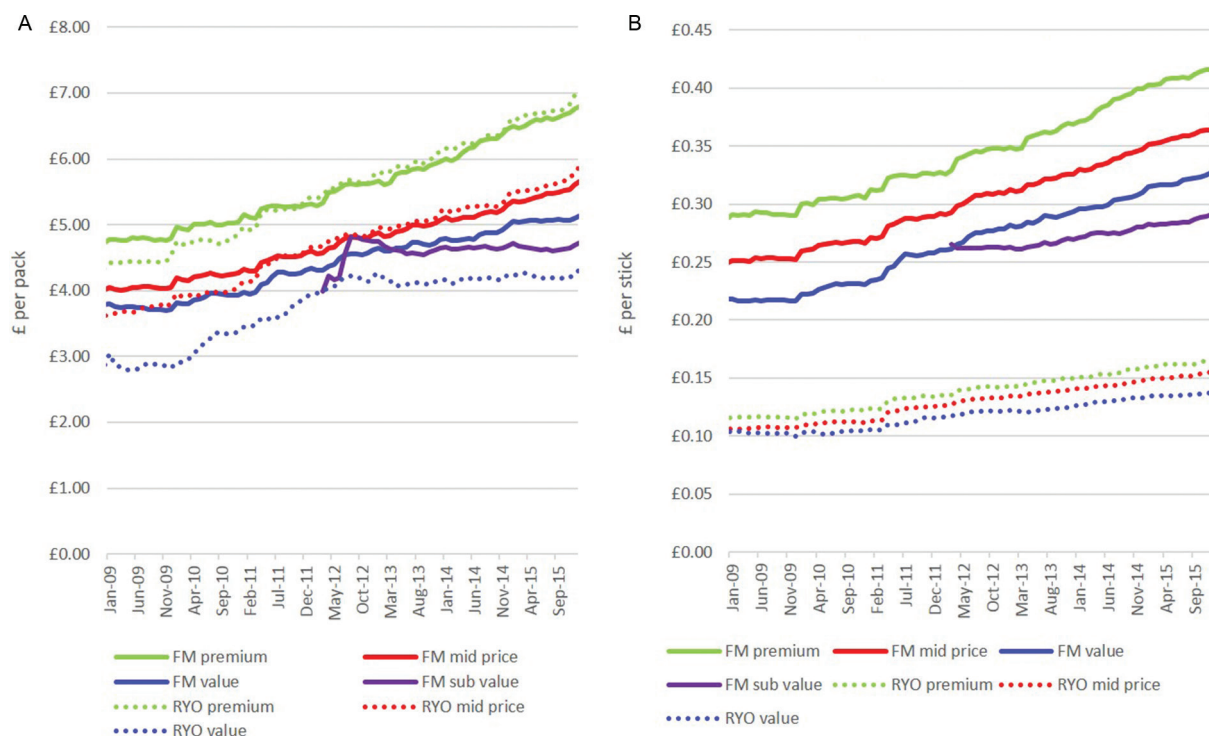 A
£ per pack
£8.00
£7.00
£6.00
£5.00
£4.00
£3.00
£2.00
£1.00
£0.00
Jan-09 Jun-09 Nov-09 Apr-10 Sep-10 Feb-11 Jul-11 Dec-11 May-12 Oct-12 Mar-13 Aug-13 Jan-14 Jun-14 Nov-14 Apr-15 Sep-15
FM premium FM mid price
FM value FM sub value
RYO premium RYO mid price
RYO value
B
£ per stick
£0.45
£0.40
£0.35
£0.30
£0.25
£0.20
£0.15
£0.10
£0.05
£0.00
Jan-09 Jun-09 Nov-09 Apr-10 Sep-10 Feb-11 Jul-11 Dec-11 May-12 Oct-12 Mar-13 Aug-13 Jan-14 Jun-14 Nov-14 Apr-15 Sep-15
FM premium FM mid price FM value
FM sub value RYO premium RYO mid price
RYO value